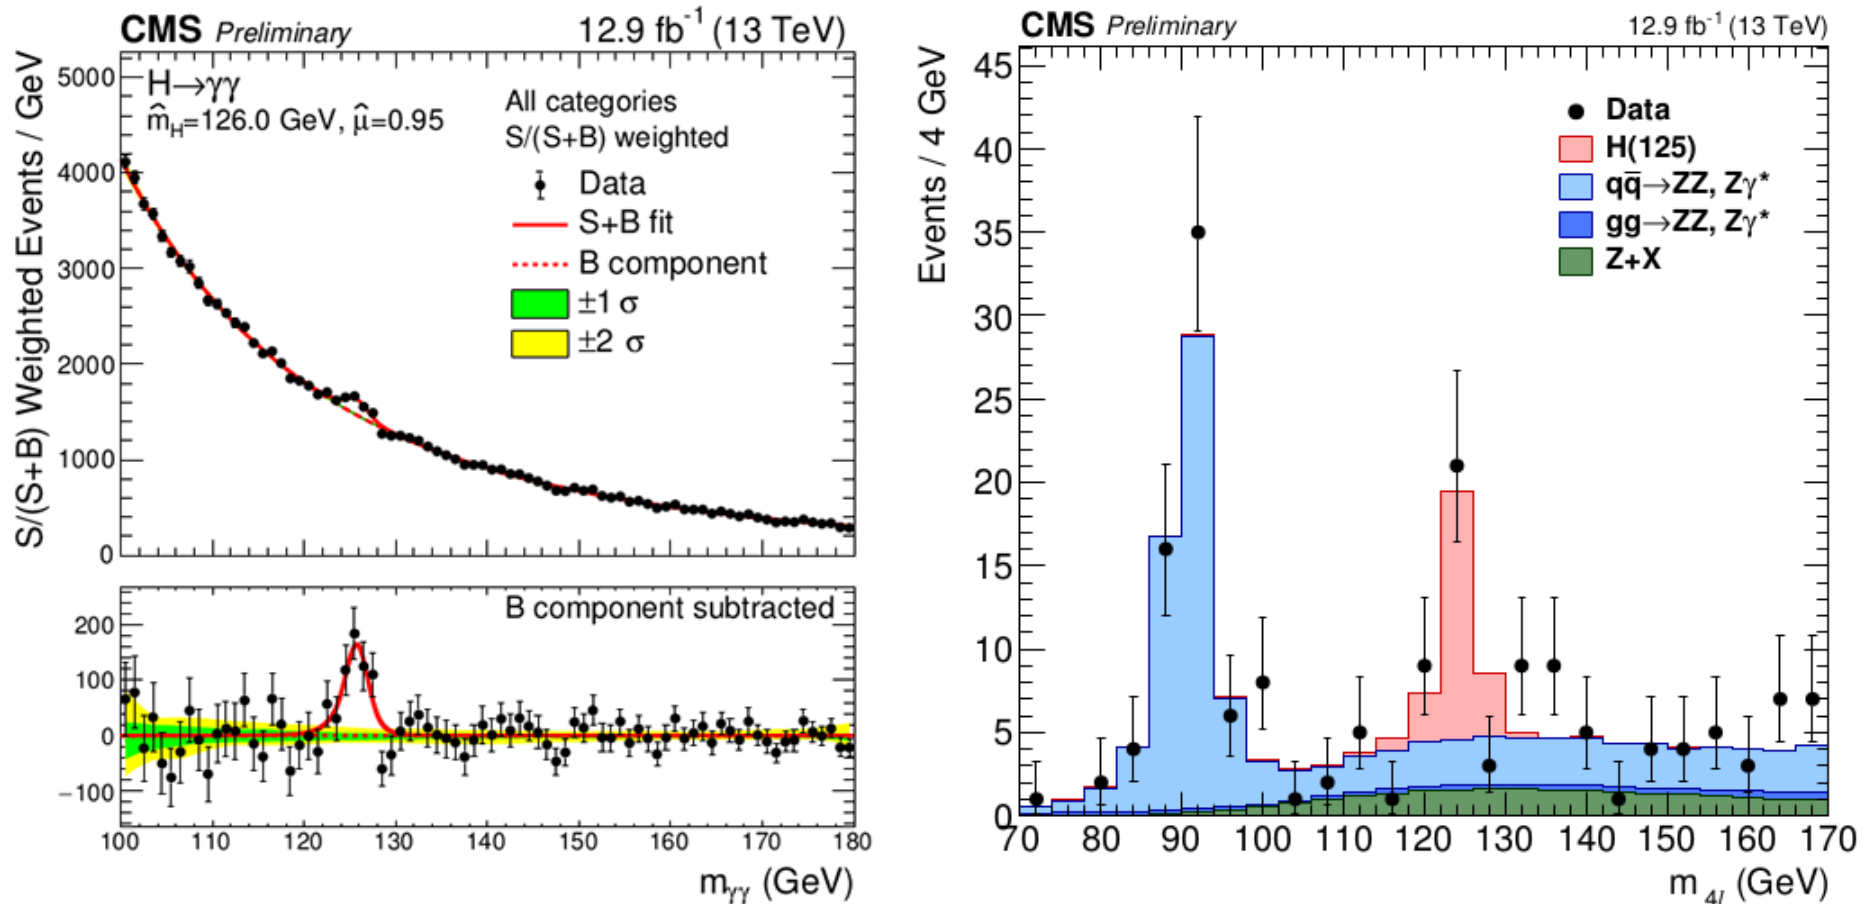 CMS Preliminary 12.9 fb⁻¹ (13 TeV)
S/(S+B) Weighted Events / GeV
H→γγ
m̂_H=126.0 GeV, μ̂=0.95
All categories
S/(S+B) weighted
Data
S+B fit
B component
±1 σ
±2 σ
5000
4000
3000
2000
1000
0
B component subtracted
200
100
0
−100
100 110 120 130 140 150 160 170 180
m_γγ (GeV)
CMS Preliminary 12.9 fb⁻¹ (13 TeV)
Events / 4 GeV
Data
H(125)
qq̄→ZZ, Zγ*
gg→ZZ, Zγ*
Z+X
45
40
35
30
25
20
15
10
5
0
70 80 90 100 110 120 130 140 150 160 170
m_4l (GeV)